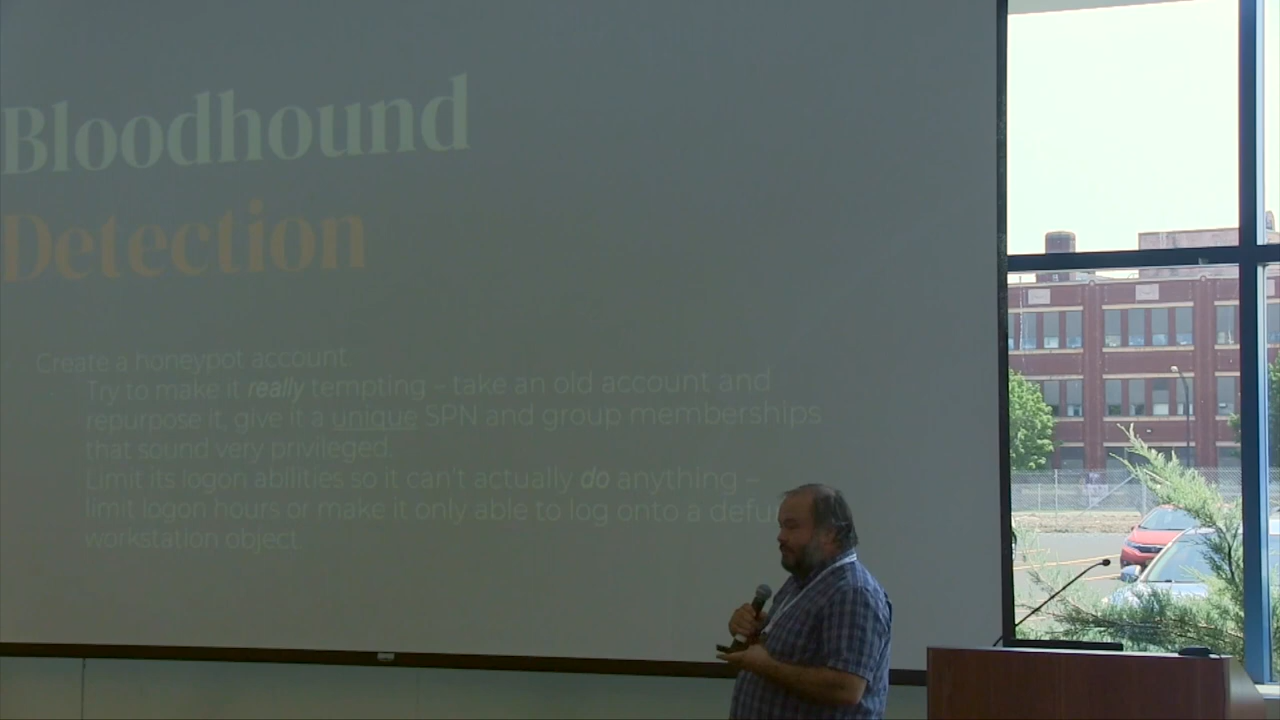 Bloodhound
Detection
Create a honeypot account
Try to make it really tempting – take an old account and
repurpose it, give it a unique SPN and group memberships
that sound very privileged.
Limit its logon abilities so it can't actually do anything –
limit logon hours or make it only able to log onto a defu
workstation object